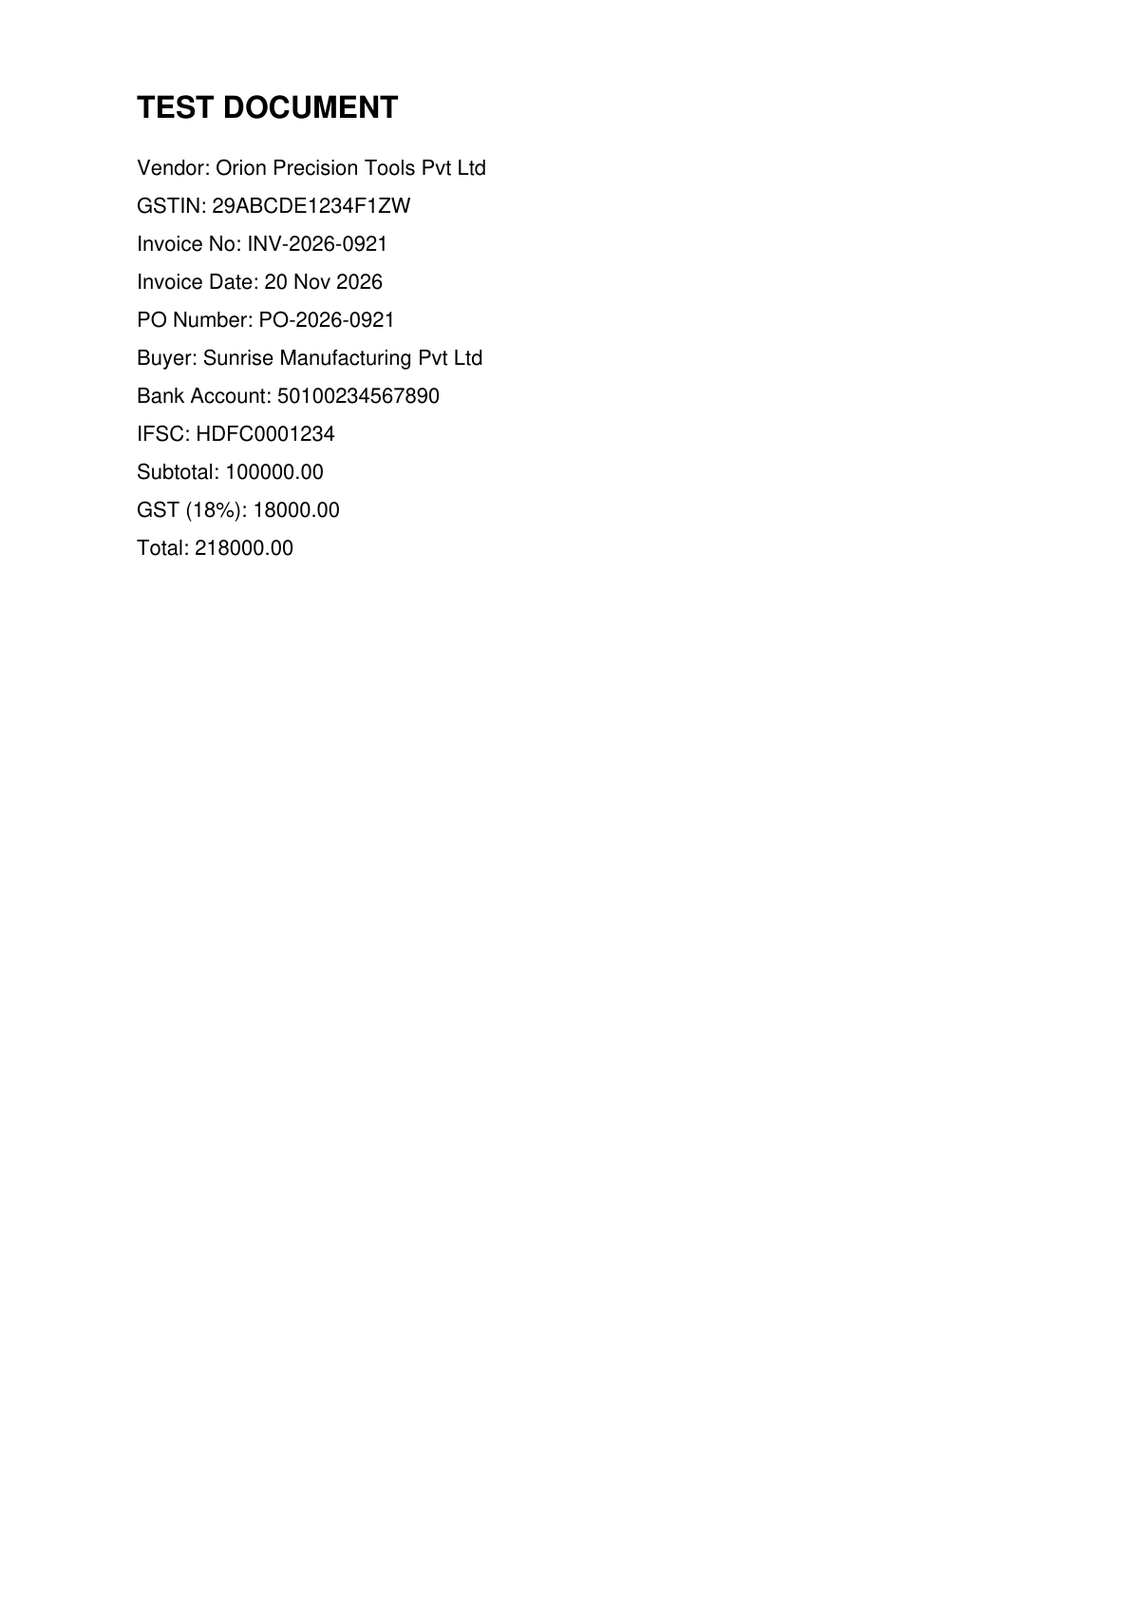 TEST DOCUMENT
Vendor: Orion Precision Tools Pvt Ltd
GSTIN: 29ABCDE1234F1ZW
Invoice No: INV-2026-0921
Invoice Date: 20 Nov 2026
PO Number: PO-2026-0921
Buyer: Sunrise Manufacturing Pvt Ltd
Bank Account: 50100234567890
IFSC: HDFC0001234
Subtotal: 100000.00
GST (18%): 18000.00
Total: 218000.00